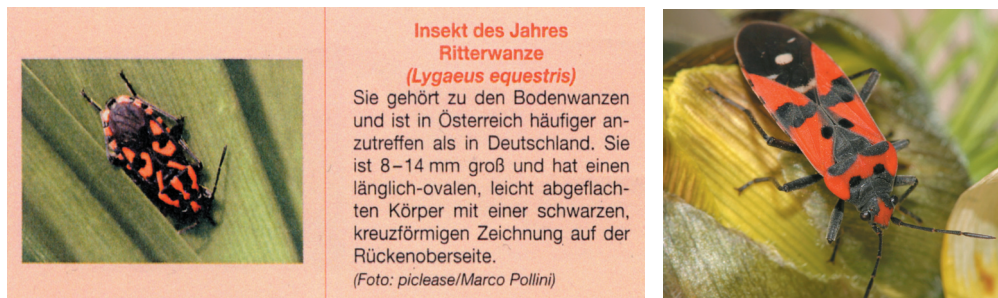 Insekt des Jahres
Ritterwanze
(Lygaeus equestris)
Sie gehört zu den Bodenwanzen
und ist in Österreich häufiger an-
zutreffen als in Deutschland. Sie
ist 8–14 mm groß und hat einen
länglich-ovalen, leicht abgeflach-
ten Körper mit einer schwarzen,
kreuzförmigen Zeichnung auf der
Rückenoberseite.
(Foto: piclease/Marco Pollini)